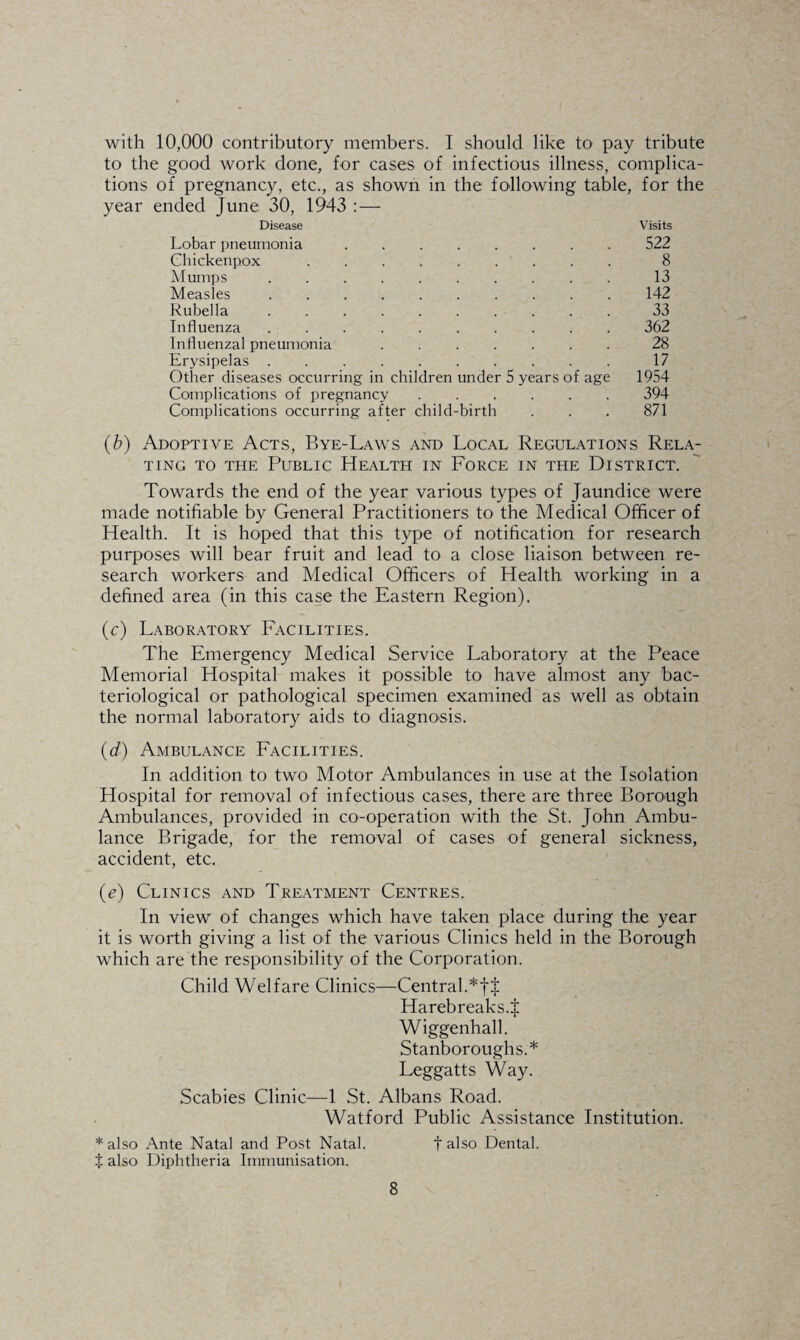 with 10,000 contributory members. I should like to pay tribute
to the good work done, for cases of infectious illness, complica-
tions of pregnancy, etc., as shown in the following table, for the
year ended June 30, 1943 :—
Disease Visits
Lobar pneumonia . . . . . . . . 522
Chickenpox . . . . . . . . . 8
Mumps . . . . . . . . . . 13
Measles . . . . . . . . . . 142
Rubella . . . . . . . . . . 33
Influenza . . . . . . . . . . 362
Influenzal pneumonia . . . . . . . 28
Erysipelas . . . . . . . . . . 17
Other diseases occurring in children under 5 years of age 1954
Complications of pregnancy . . . . . . 394
Complications occurring after child-birth . . . 871
(b) Adoptive Acts, Bye-Laws and Local Regulations Rela-
ting to the Public Health in Force in the District.
Towards the end of the year various types of Jaundice were
made notifiable by General Practitioners to the Medical Officer of
Health. It is hoped that this type of notification for research
purposes will bear fruit and lead to a close liaison between re-
search workers and Medical Officers of Health working in a
defined area (in this case the Eastern Region).
(c) Laboratory Facilities.
The Emergency Medical Service Laboratory at the Peace
Memorial Hospital makes it possible to have almost any bac-
teriological or pathological specimen examined as well as obtain
the normal laboratory aids to diagnosis.
(d) Ambulance Facilities.
In addition to two Motor Ambulances in use at the Isolation
Hospital for removal of infectious cases, there are three Borough
Ambulances, provided in co-operation with the St. John Ambu-
lance Brigade, for the removal of cases of general sickness,
accident, etc.
(e) Clinics and Treatment Centres.
In view of changes which have taken place during the year
it is worth giving a list of the various Clinics held in the Borough
which are the responsibility of the Corporation.
Child Welfare Clinics—Central.*†‡
Harebreaks.‡
Wiggenhall.
Stanboroughs.*
Leggatts Way.
Scabies Clinic—1 St. Albans Road.
Watford Public Assistance Institution.
* also Ante Natal and Post Natal. † also Dental.
‡ also Diphtheria Immunisation.
8